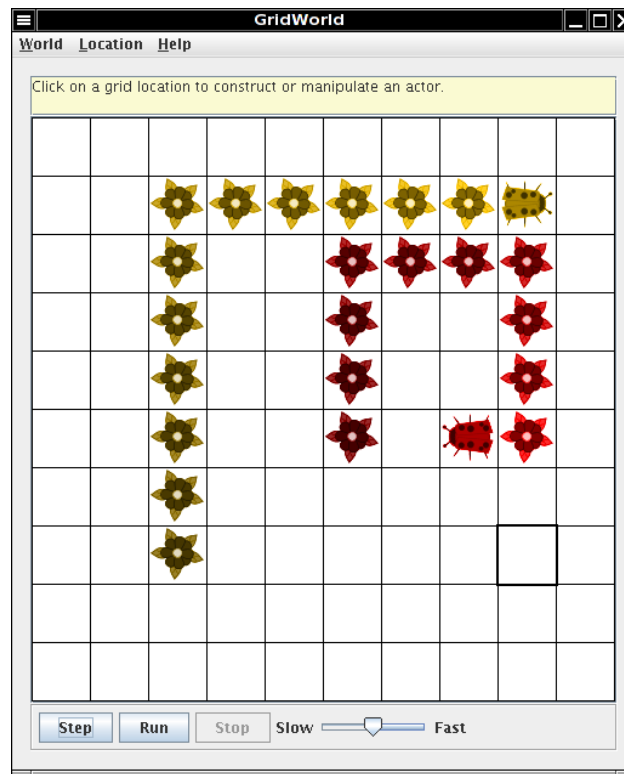 GridWorld
World Location Help
Click on a grid location to construct or manipulate an actor.
Step Run Stop Slow Fast